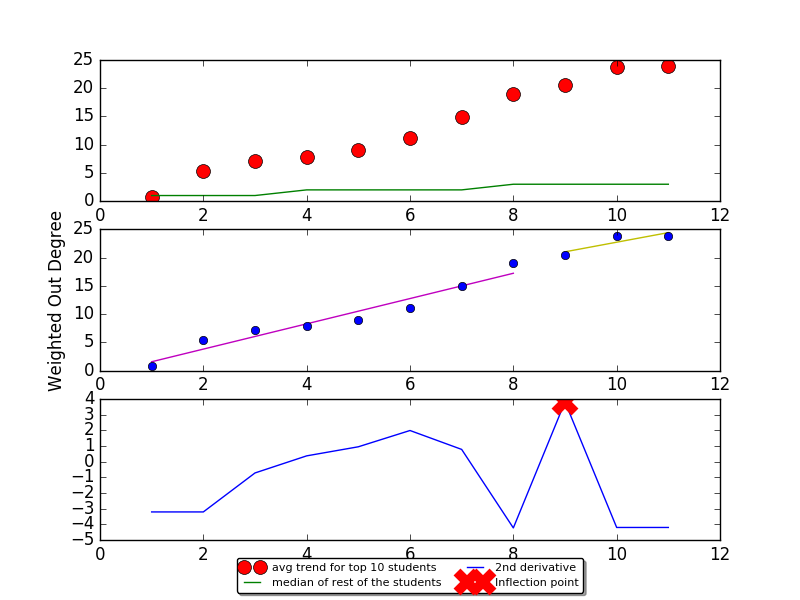 25
20
15
10
5
0
0 2 4 6 8 10 12
Weighted Out Degree
25
20
15
10
5
0
0 2 4 6 8 10 12
4
3
2
1
0
−1
−2
−3
−4
−5
0 2 4 6 8 10 12
avg trend for top 10 students
median of rest of the students
2nd derivative
Inflection point